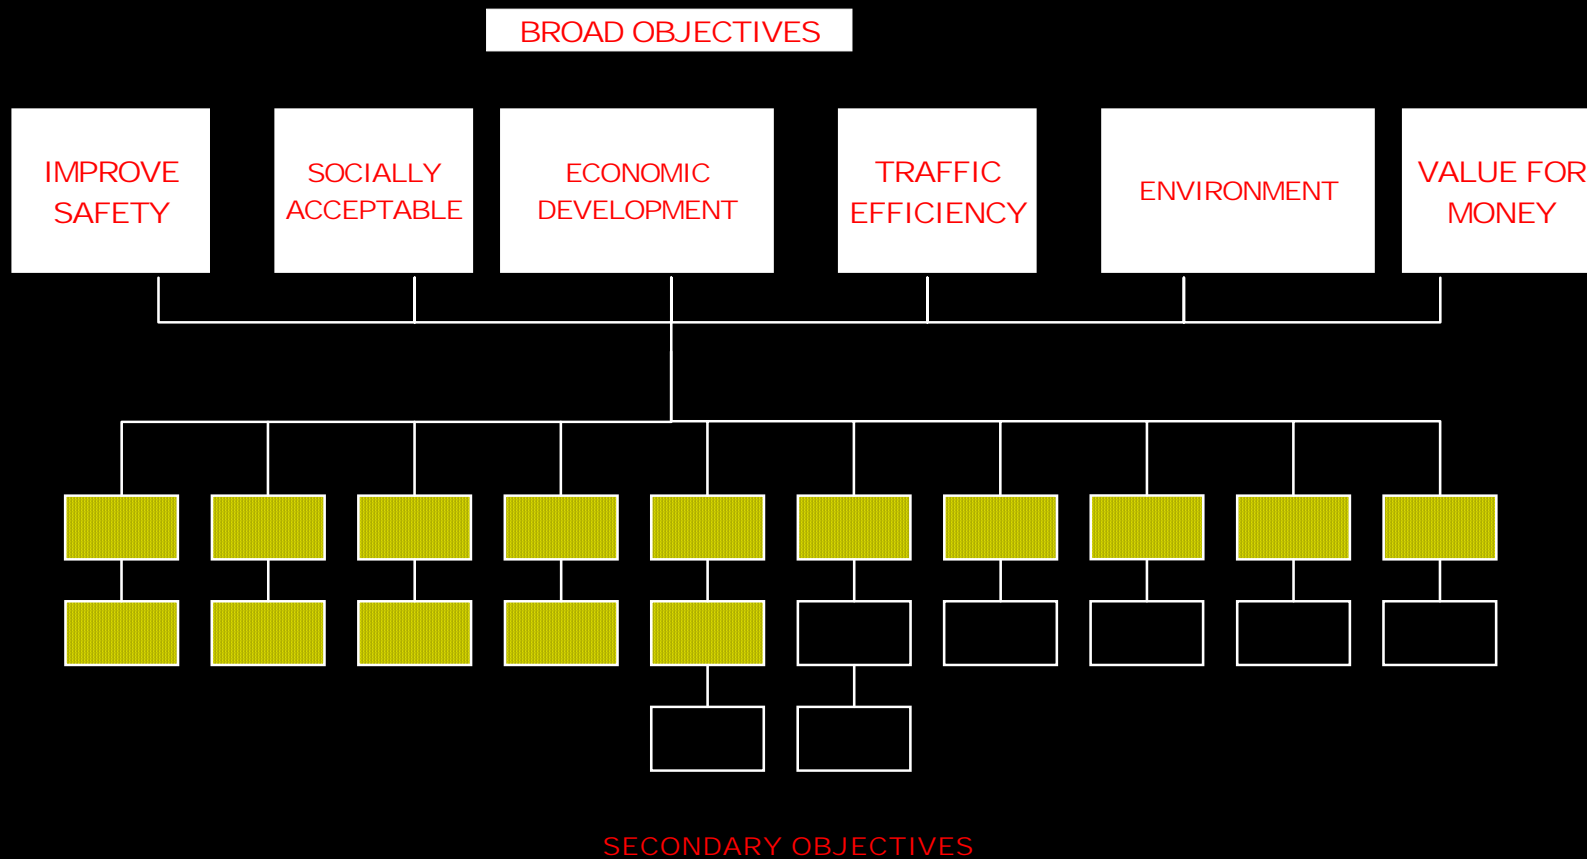 BROAD OBJECTIVES
IMPROVE
SAFETY
SOCIALLY
ACCEPTABLE
ECONOMIC
DEVELOPMENT
TRAFFIC
EFFICIENCY
ENVIRONMENT
VALUE FOR
MONEY
SECONDARY OBJECTIVES